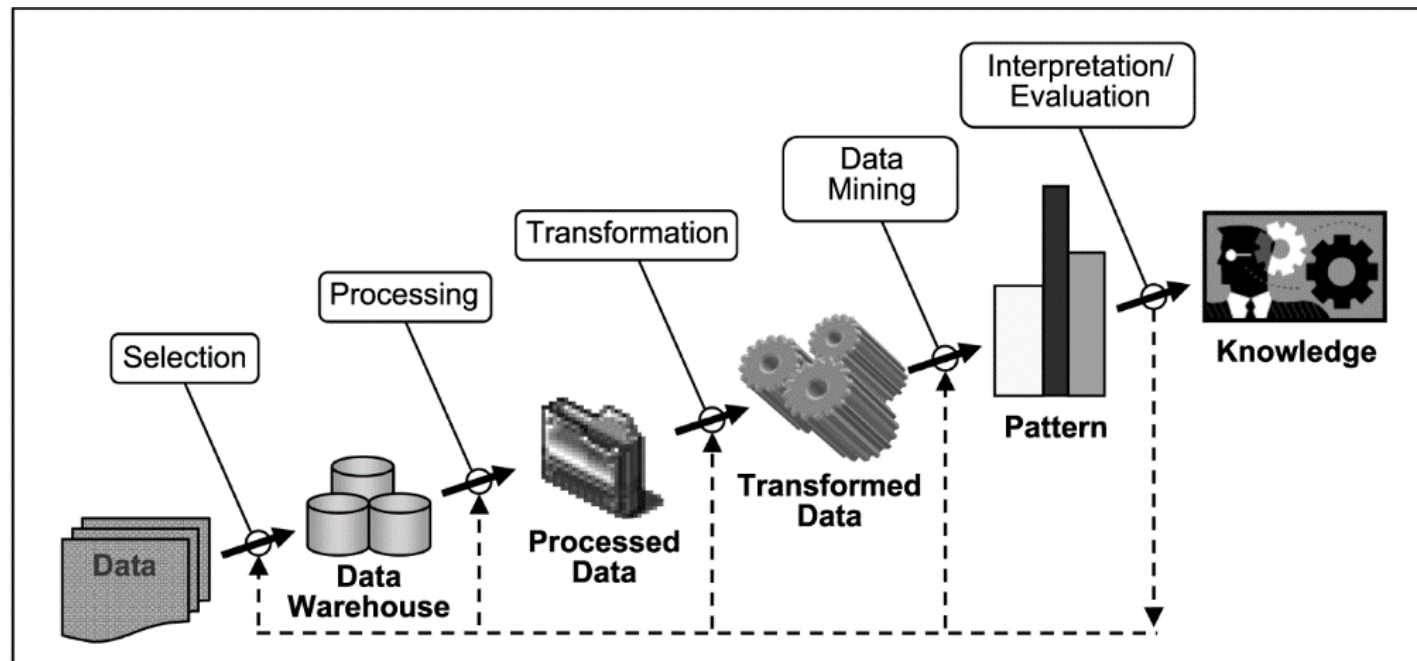 Interpretation/
Evaluation
Data
Mining
Transformation
Processing
Selection
Knowledge
Pattern
Transformed
Data
Processed
Data
Data
Warehouse
Data